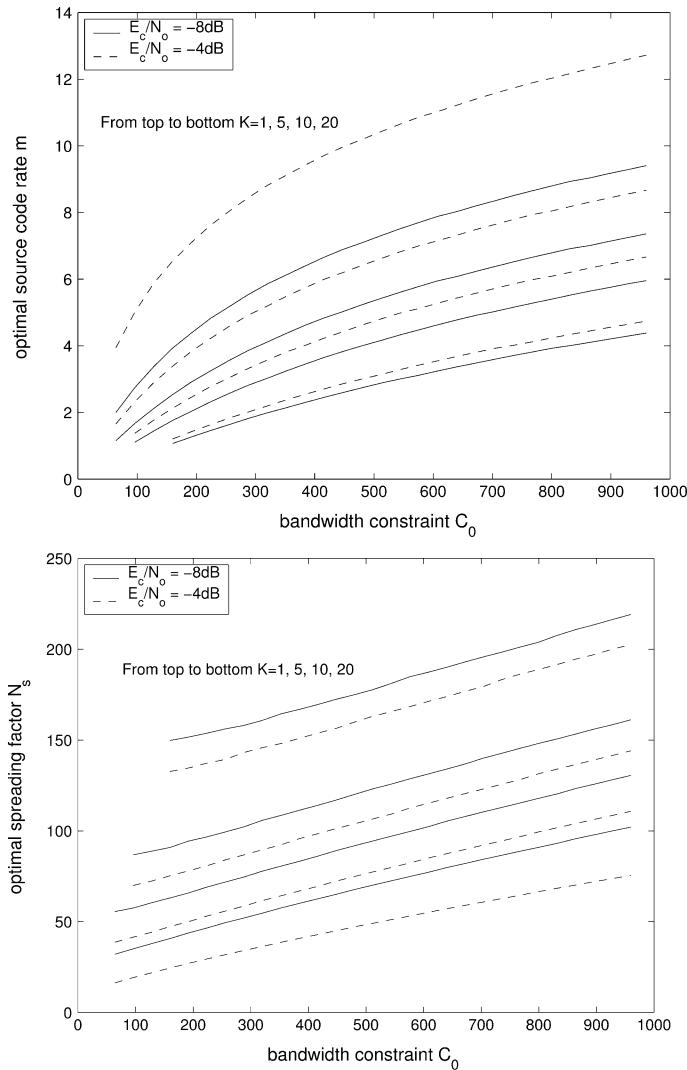 14
12
10
8
6
4
2
0
optimal source code rate m
E_c/N_o = −8dB
E_c/N_o = −4dB
From top to bottom K=1, 5, 10, 20
0 100 200 300 400 500 600 700 800 900 1000
bandwidth constraint C_0
250
200
150
100
50
0
optimal spreading factor N_s
E_c/N_o = −8dB
E_c/N_o = −4dB
From top to bottom K=1, 5, 10, 20
0 100 200 300 400 500 600 700 800 900 1000
bandwidth constraint C_0